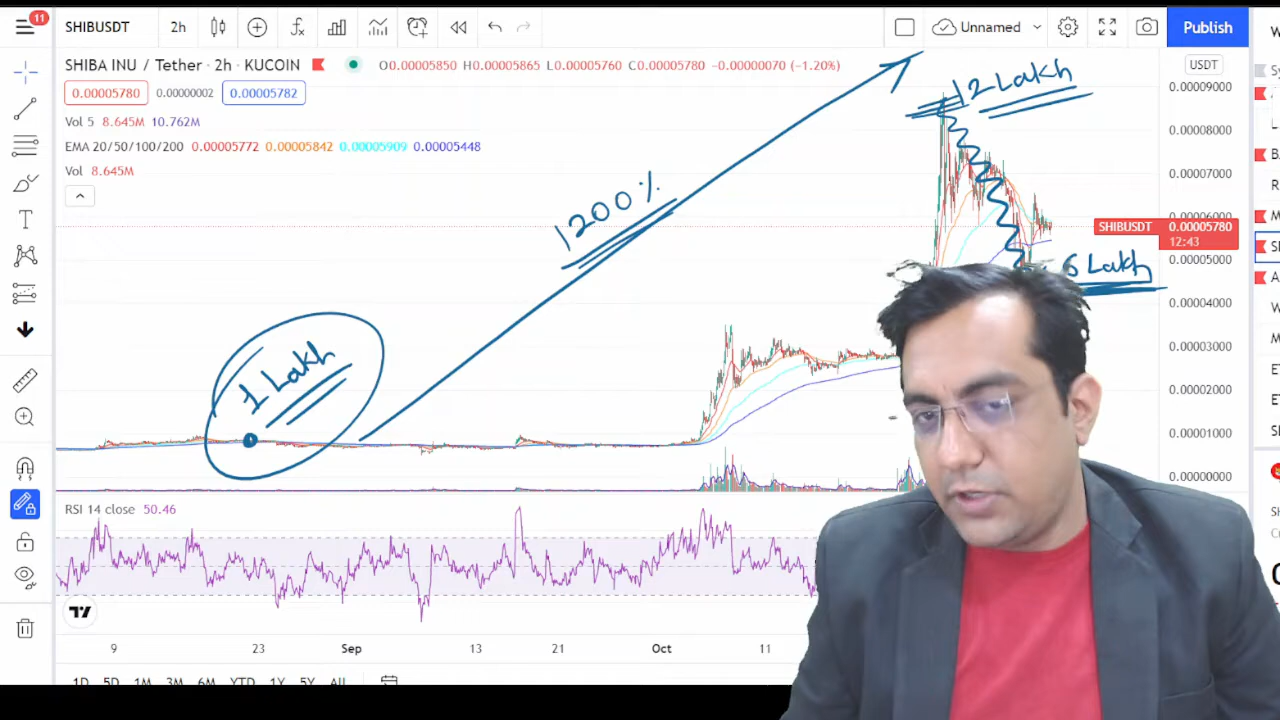 11
SHIBUSDT 2h Unnamed Publish
SHIBA INU / Tether · 2h · KUCOIN O0.00005850 H0.00005865 L0.00005760 C0.00005780 −0.00000070 (−1.20%) USDT
0.00005780 0.00000002 0.00005782
Vol 5 8.645M 10.762M
EMA 20/50/100/200 0.00005772 0.00005842 0.00005909 0.00005448
Vol 8.645M
12 Lakh
1200%
1 Lakh
6 Lakh
0.00009000
0.00008000
0.00007000
0.00006000
SHIBUSDT 0.00005780
12:43
0.00005000
0.00004000
0.00003000
0.00002000
0.00001000
0.00000000
RSI 14 close 50.46
9 23 Sep 13 21 Oct 11
1D 5D 1M 3M 6M YTD 1Y 5Y All